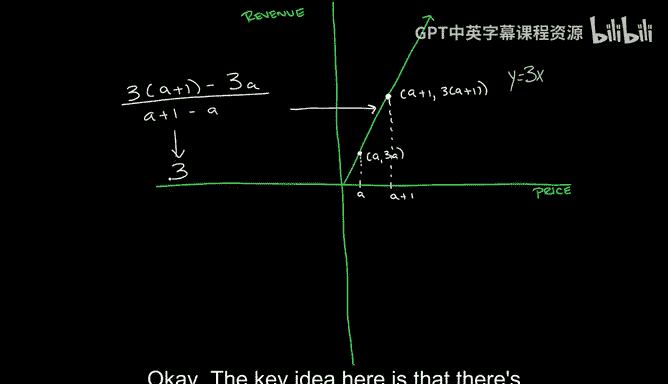 REVENUE
GPT中英字幕课程资源 bilibili
3(a+1) - 3a
a+1 - a
.3
(a+1, 3(a+1))
y=3x
(a,3a)
a
a+1
PRICE
Okay. The key idea here is that there's